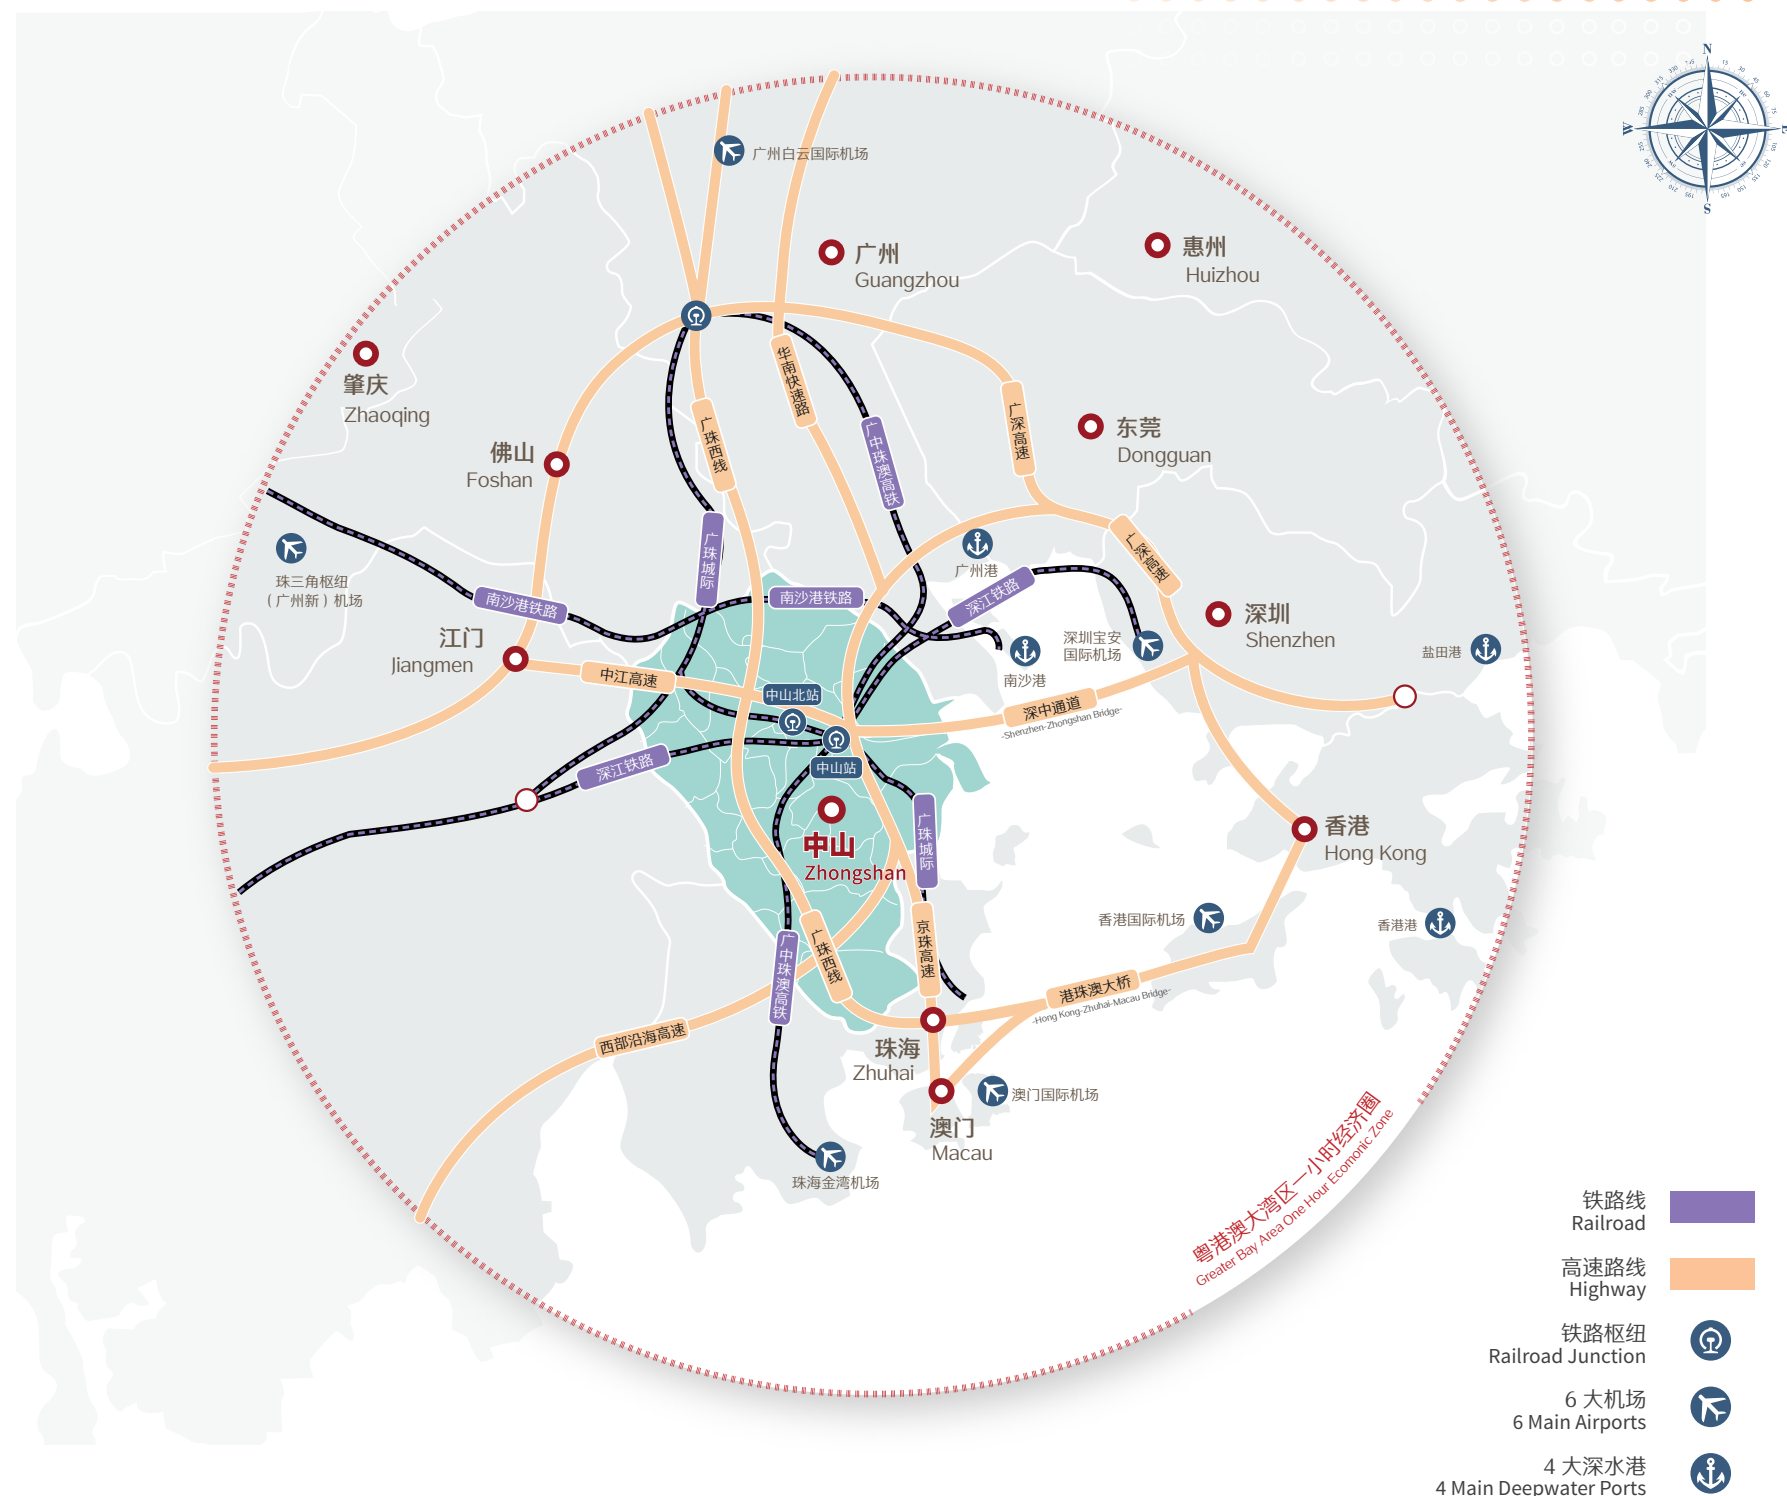 N
W
E
S
广州白云国际机场
广州
Guangzhou
惠州
Huizhou
肇庆
Zhaoqing
佛山
Foshan
东莞
Dongguan
华南快速路
广珠西线
广中珠澳高铁
广深高速
广珠城际
广深高速
广州港
珠三角枢纽
(广州新)机场
南沙港铁路
南沙港铁路
深江铁路
江门
Jiangmen
深圳
Shenzhen
深圳宝安
国际机场
盐田港
南沙港
中江高速
中山北站
深中通道
-Shenzhen-Zhongshan Bridge-
深江铁路
中山站
中山
Zhongshan
广珠城际
香港
Hong Kong
香港国际机场
香港港
京珠高速
广珠西线
广中珠澳高铁
港珠澳大桥
-Hong Kong-Zhuhai-Macau Bridge-
西部沿海高速
珠海
Zhuhai
澳门国际机场
澳门
Macau
珠海金湾机场
粤港澳大湾区一小时经济圈
Greater Bay Area One Hour Ecomonic Zone
铁路线
Railroad
高速路线
Highway
铁路枢纽
Railroad Junction
6 大机场
6 Main Airports
4 大深水港
4 Main Deepwater Ports